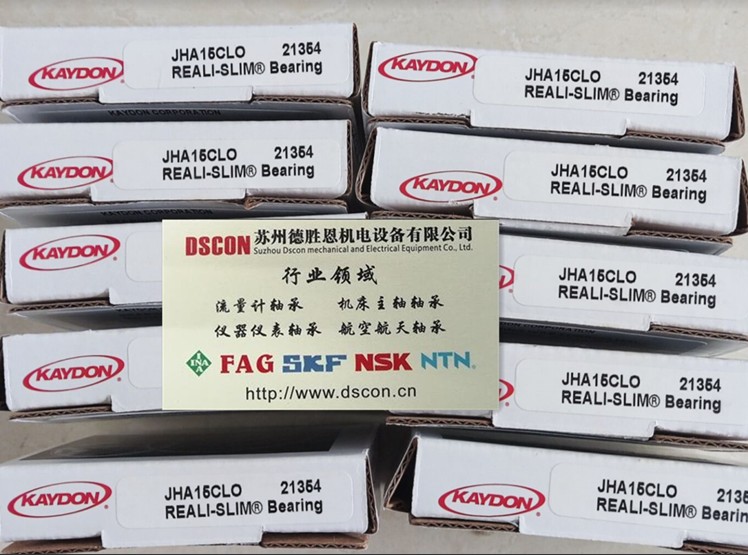 KAYDON
JHA15CLO 21354
REALI-SLIM® Bearing
KAYDON CORPORATION
KAYDON
JHA15CLO 21354
REALI-SLIM® Bearing
KAYDON
JHA15CLO 21354
REALI-SLIM® Bearing
KAYDON
JHA15CLO 21354
REALI-SLIM® Bearing
KAYDON
DSCON 苏州德胜恩机电设备有限公司
Suzhou Dscon mechanical and Electrical Equipment Co., Ltd.
行业领域
流量计轴承 机床主轴轴承
仪器仪表轴承 航空航天轴承
INA FAG SKF NSK NTN®
http://www.dscon.cn
JHA15CLO 21354
REALI-SLIM® Bearing
KAYDON
JHA15CLO 21354
REALI-SLIM® Bearing
KAYDON
JHA15CLO 21354
REALI-SLIM® Bearing
KAYDON
JHA15CLO 2135
REALI-SLIM® Bearing